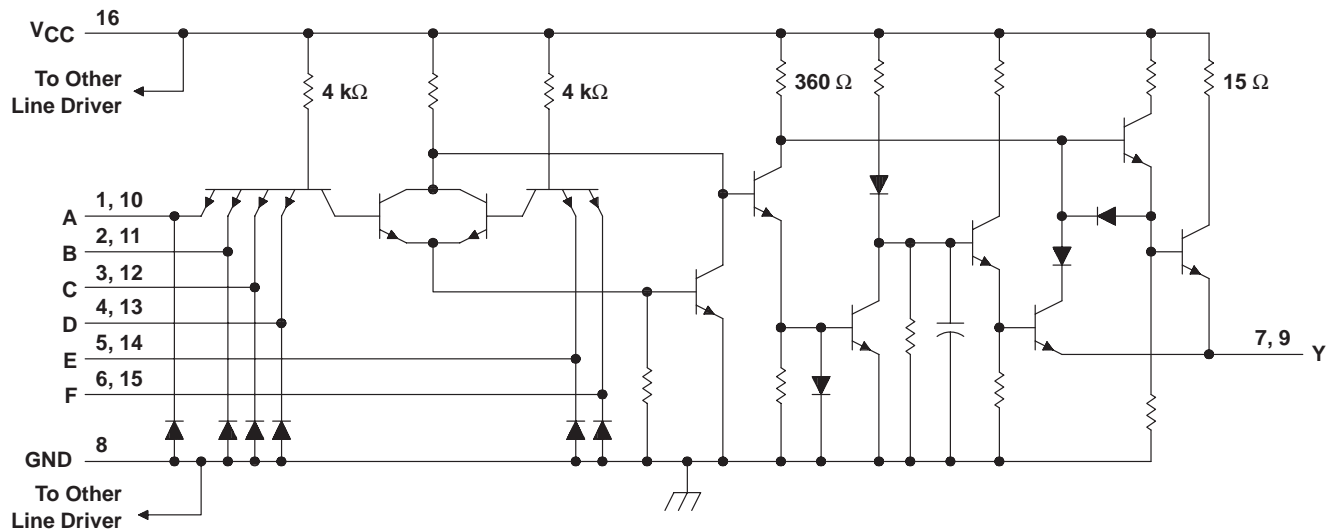 VCC 16
To Other
Line Driver
4 kΩ
4 kΩ
360 Ω
15 Ω
A 1, 10
B 2, 11
C 3, 12
D 4, 13
E 5, 14
F 6, 15
7, 9 Y
GND 8
To Other
Line Driver